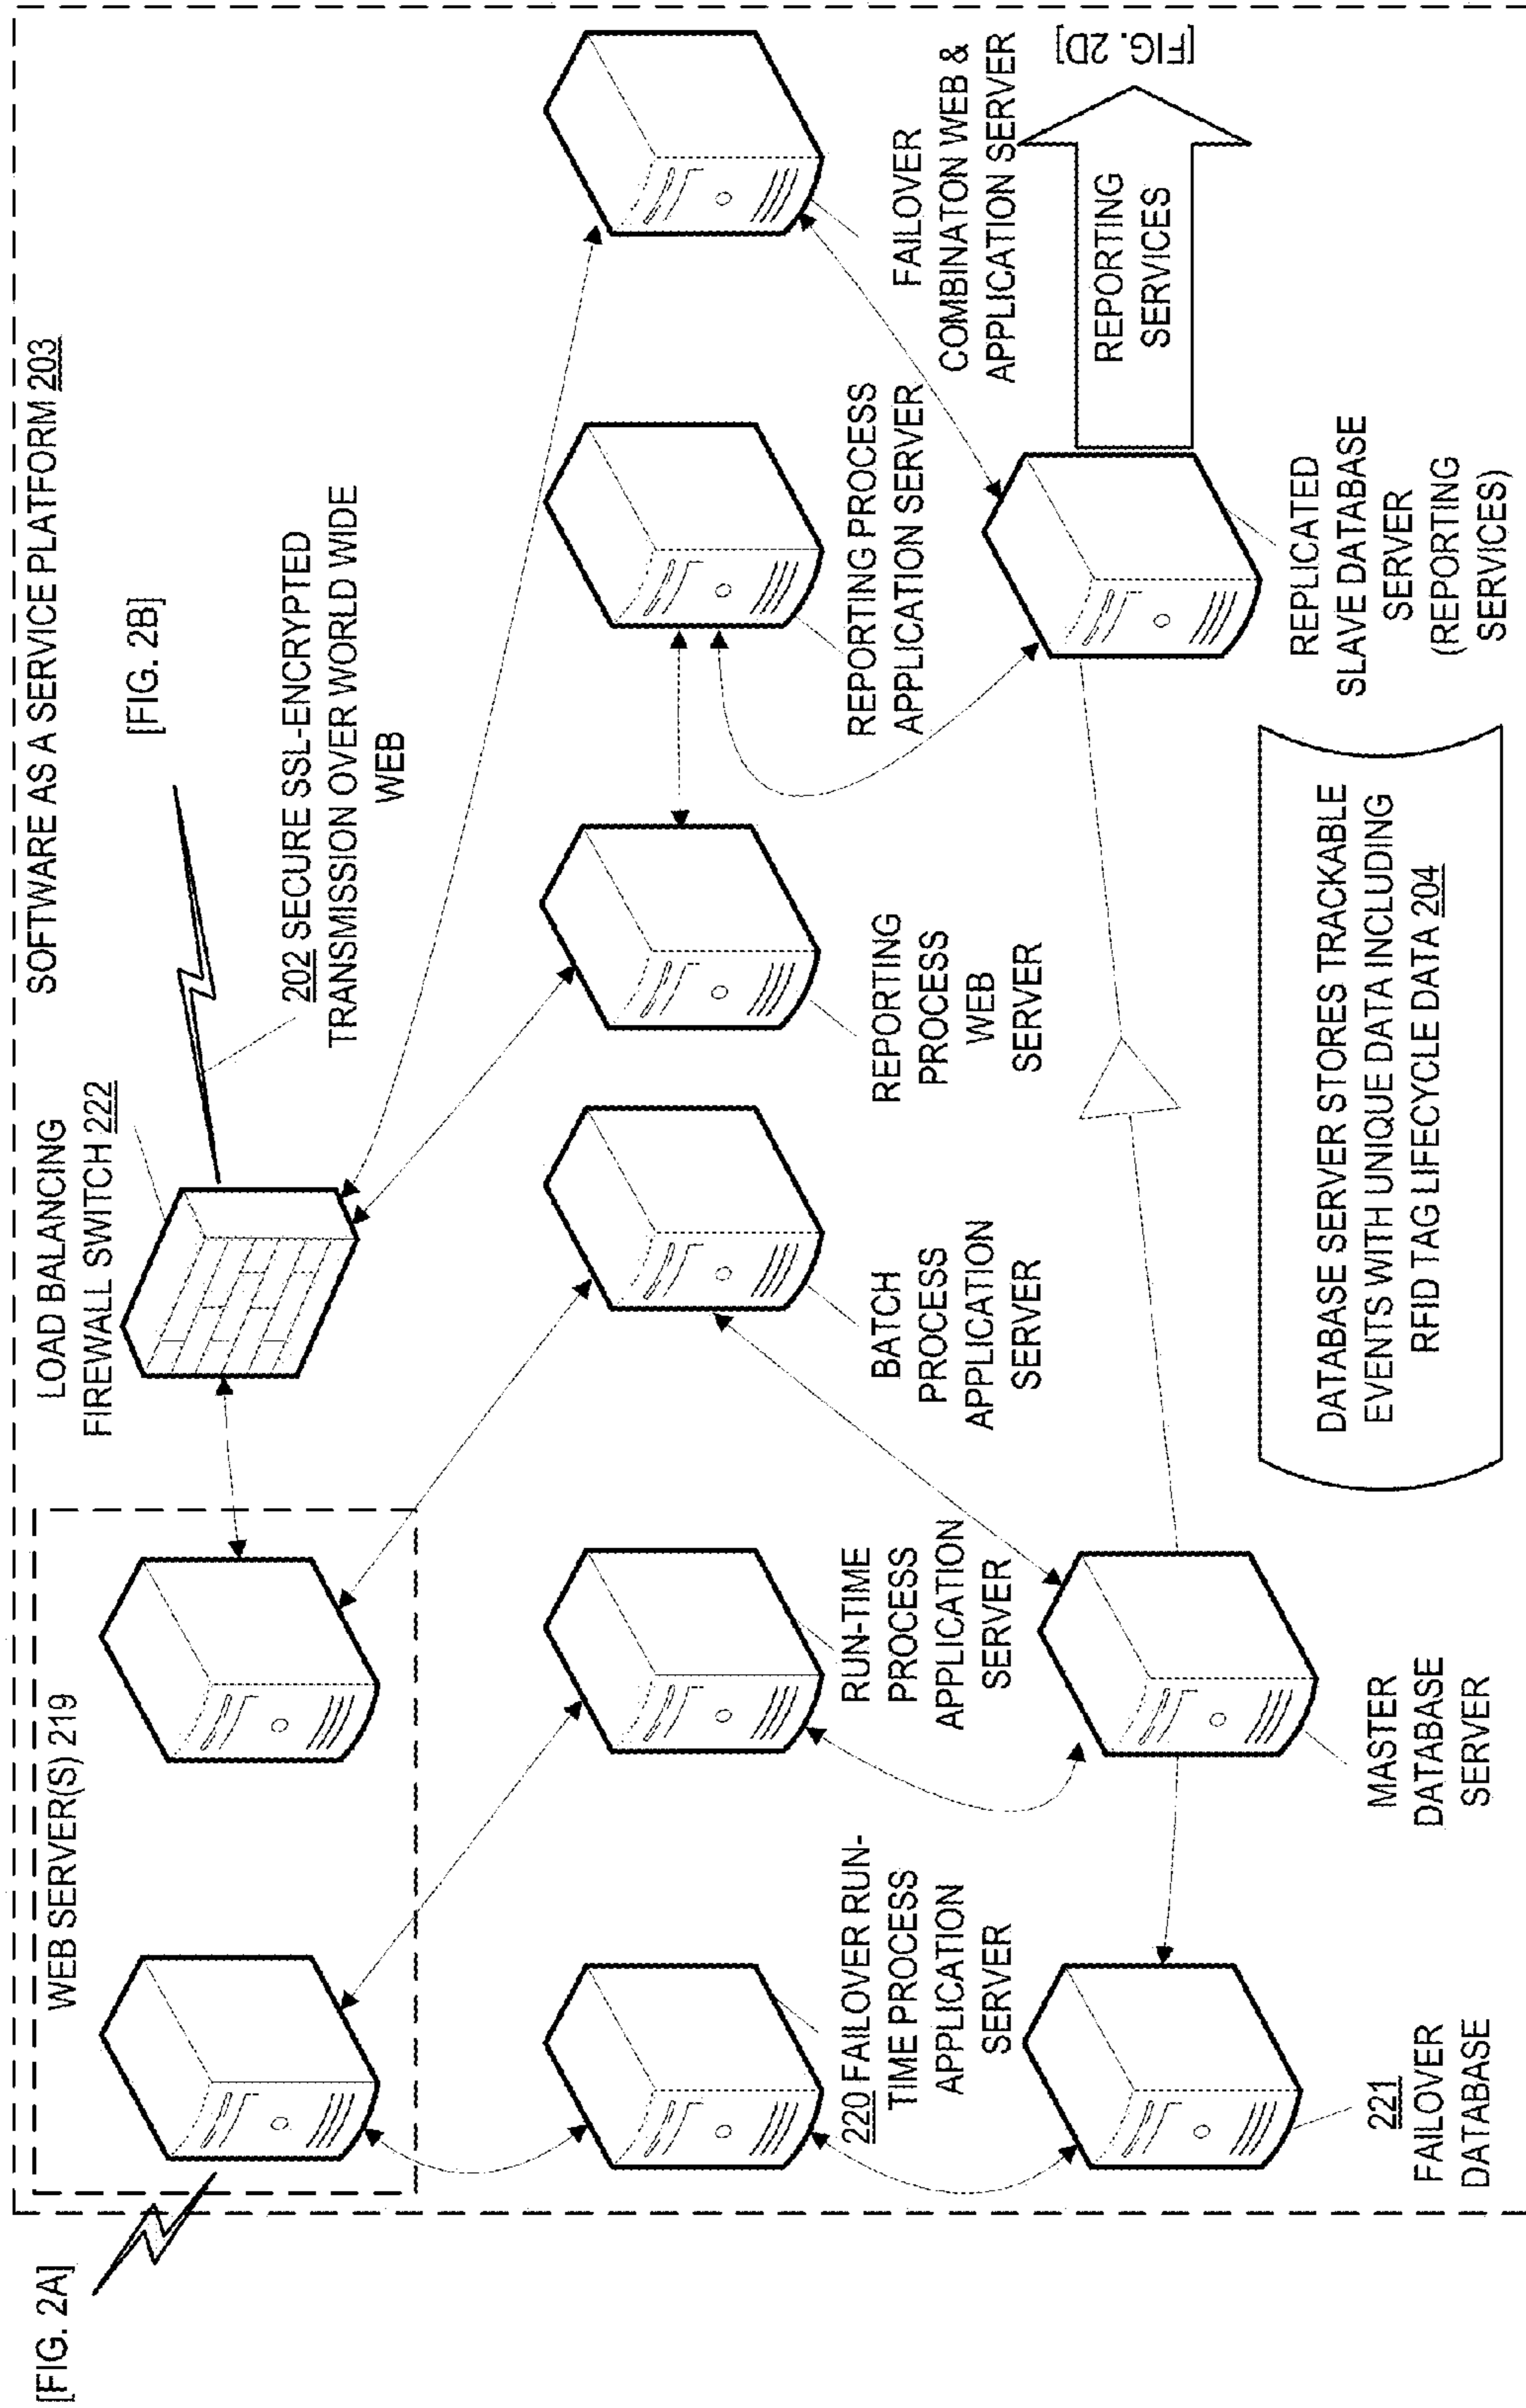 [FIG. 2A]
SOFTWARE AS A SERVICE PLATFORM 203
WEB SERVER(S) 219
LOAD BALANCING
FIREWALL SWITCH 222
[FIG. 2B]
202 SECURE SSL-ENCRYPTED
TRANSMISSION OVER WORLD WIDE
WEB
220 FAILOVER RUN-
TIME PROCESS
APPLICATION
SERVER
RUN-TIME
PROCESS
APPLICATION
SERVER
BATCH
PROCESS
APPLICATION
SERVER
REPORTING
PROCESS
WEB
SERVER
REPORTING PROCESS
APPLICATION SERVER
FAILOVER
COMBINATON WEB &
APPLICATION SERVER
221
FAILOVER
DATABASE
MASTER
DATABASE
SERVER
DATABASE SERVER STORES TRACKABLE
EVENTS WITH UNIQUE DATA INCLUDING
RFID TAG LIFECYCLE DATA 204
REPLICATED
SLAVE DATABASE
SERVER
(REPORTING
SERVICES)
REPORTING
SERVICES
[FIG. 2D]